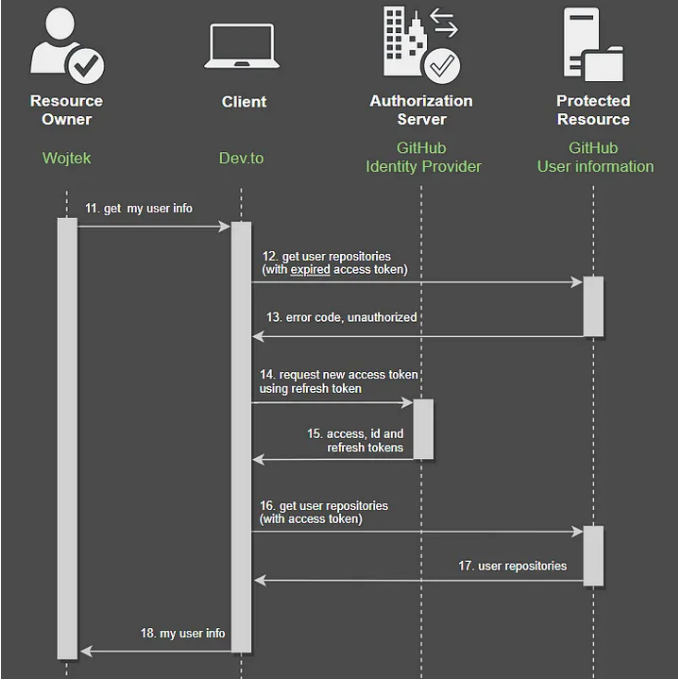 Resource
Owner
Client
Authorization
Server
Protected
Resource
Wojtek
Dev.to
GitHub
Identity Provider
GitHub
User information
11. get my user info
12. get user repositories
(with expired access token)
13. error code, unauthorized
14. request new access token
using refresh token
15. access, id and
refresh tokens
16. get user repositories
(with access token)
17. user repositories
18. my user info